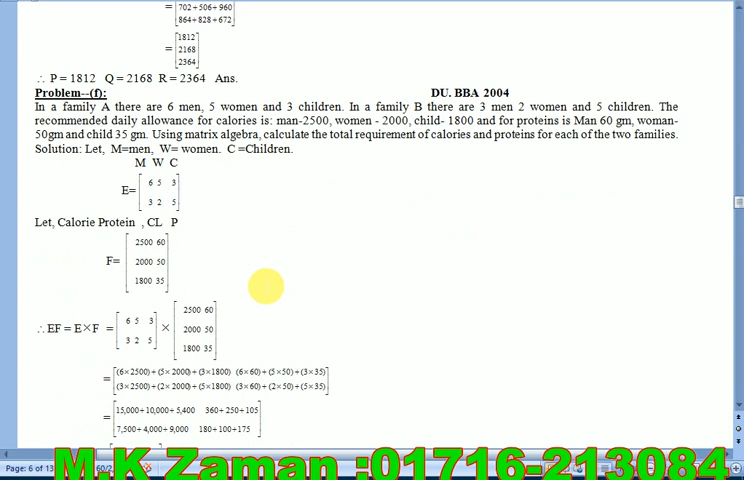 702+506+960
=
864+828+672
1812
= 2168
2364
∴ P = 1812 Q = 2168 R = 2364 Ans.
Problem--(f): DU. BBA 2004
In a family A there are 6 men, 5 women and 3 children. In a family B there are 3 men 2 women and 5 children. The
recommended daily allowance for calories is: man-2500, women - 2000, child- 1800 and for proteins is Man 60 gm, woman-
50gm and child 35 gm. Using matrix algebra, calculate the total requirement of calories and proteins for each of the two families.
Solution: Let, M=men, W= women. C =Children.
M W C
6 5 3
E=
3 2 5
Let, Calorie Protein , CL P
2500 60
F= 2000 50
1800 35
2500 60
∴ EF = E×F = 6 5 3 × 2000 50
3 2 5 1800 35
= (6×2500)+(5×2000)+(3×1800) (6×60)+(5×50)+(3×35)
(3×2500)+(2×2000)+(5×1800) (3×60)+(2×50)+(5×35)
= 15,000+10,000+5,400 360+250+105
7,500+4,000+9,000 180+100+175
M.K Zaman :01716-213084
Page: 6 of 13